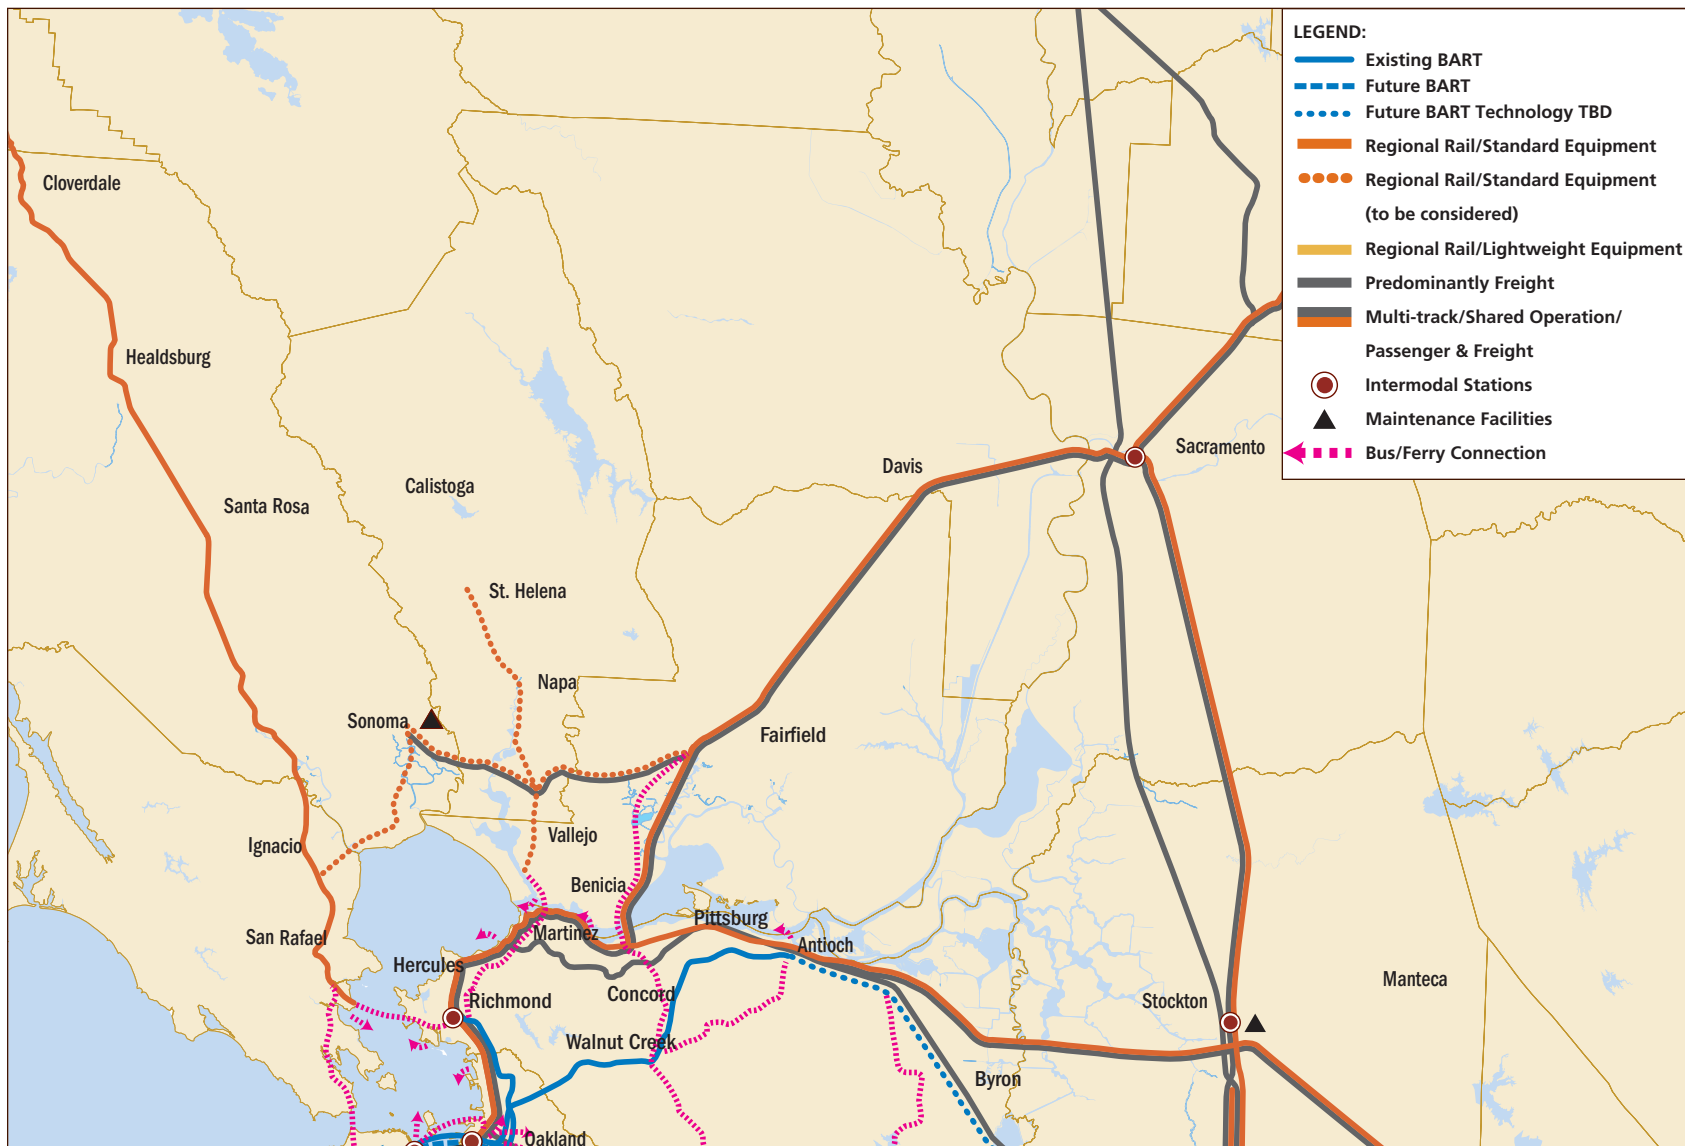 LEGEND:
Existing BART
Future BART
Future BART Technology TBD
Regional Rail/Standard Equipment
Regional Rail/Standard Equipment
(to be considered)
Regional Rail/Lightweight Equipment
Predominantly Freight
Multi-track/Shared Operation/
Passenger & Freight
Intermodal Stations
Maintenance Facilities
Bus/Ferry Connection
Cloverdale
Healdsburg
Sacramento
Davis
Calistoga
Santa Rosa
St. Helena
Napa
Sonoma
Fairfield
Vallejo
Ignacio
Benicia
Pittsburg
Martinez
San Rafael
Antioch
Hercules
Manteca
Concord
Richmond
Stockton
Walnut Creek
Byron
Oakland